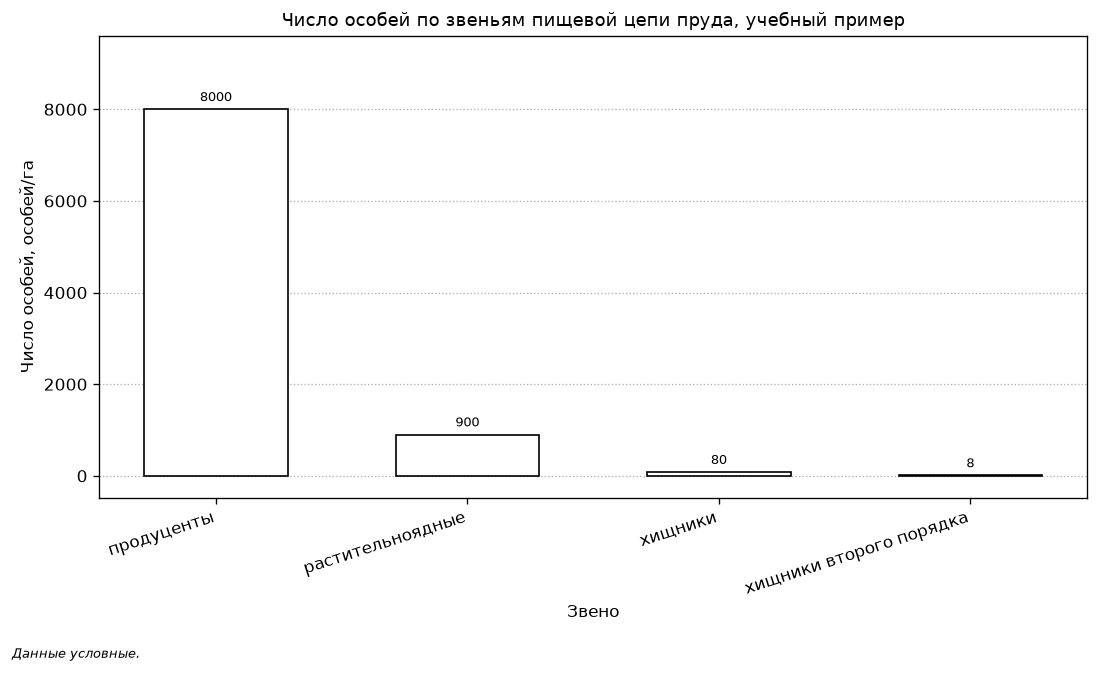 Число особей по звеньям пищевой цепи пруда, учебный пример
Число особей, особей/га
8000
6000
4000
2000
0
8000
900
80
8
продуценты
растительноядные
хищники
хищники второго порядка
Звено
Данные условные.